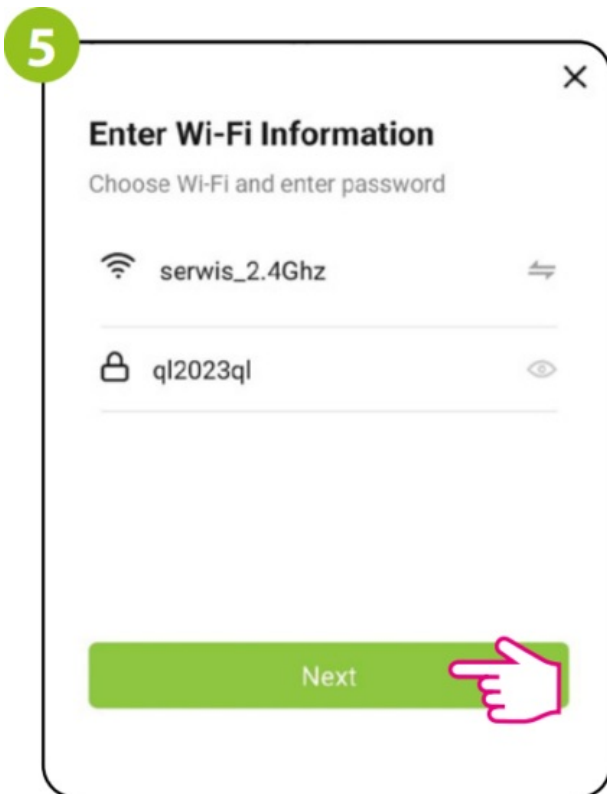 5
Enter Wi-Fi Information
Choose Wi-Fi and enter password
serwis_2.4Ghz
ql2023ql
Next